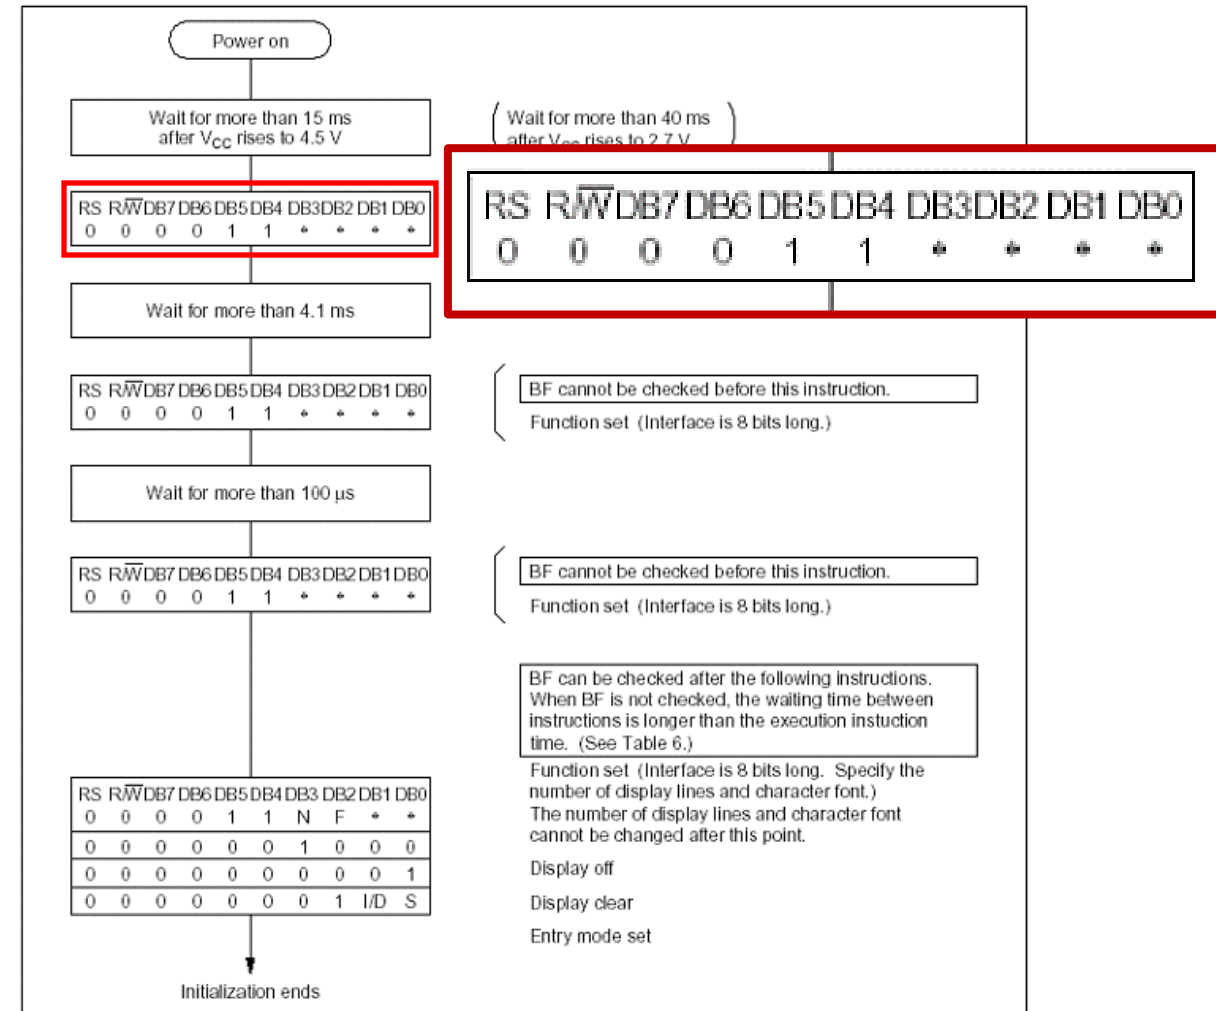 Power on
Wait for more than 15 ms
after VCC rises to 4.5 V
Wait for more than 40 ms
after VCC rises to 2.7 V
RS R/W DB7 DB6 DB5 DB4 DB3 DB2 DB1 DB0
0 0 0 0 1 1 * * * *
RS R/W DB7 DB6 DB5 DB4 DB3 DB2 DB1 DB0
0 0 0 0 1 1 * * * *
Wait for more than 4.1 ms
RS R/W DB7 DB6 DB5 DB4 DB3 DB2 DB1 DB0
0 0 0 0 1 1 * * * *
BF cannot be checked before this instruction.
Function set (Interface is 8 bits long.)
Wait for more than 100 µs
RS R/W DB7 DB6 DB5 DB4 DB3 DB2 DB1 DB0
0 0 0 0 1 1 * * * *
BF cannot be checked before this instruction.
Function set (Interface is 8 bits long.)
BF can be checked after the following instructions.
When BF is not checked, the waiting time between
instructions is longer than the execution instuction
time. (See Table 6.)
RS R/W DB7 DB6 DB5 DB4 DB3 DB2 DB1 DB0
0 0 0 0 1 1 N F * *
0 0 0 0 0 0 1 0 0 0
0 0 0 0 0 0 0 0 0 1
0 0 0 0 0 0 0 1 I/D S
Function set (Interface is 8 bits long. Specify the
number of display lines and character font.)
The number of display lines and character font
cannot be changed after this point.
Display off
Display clear
Entry mode set
Initialization ends